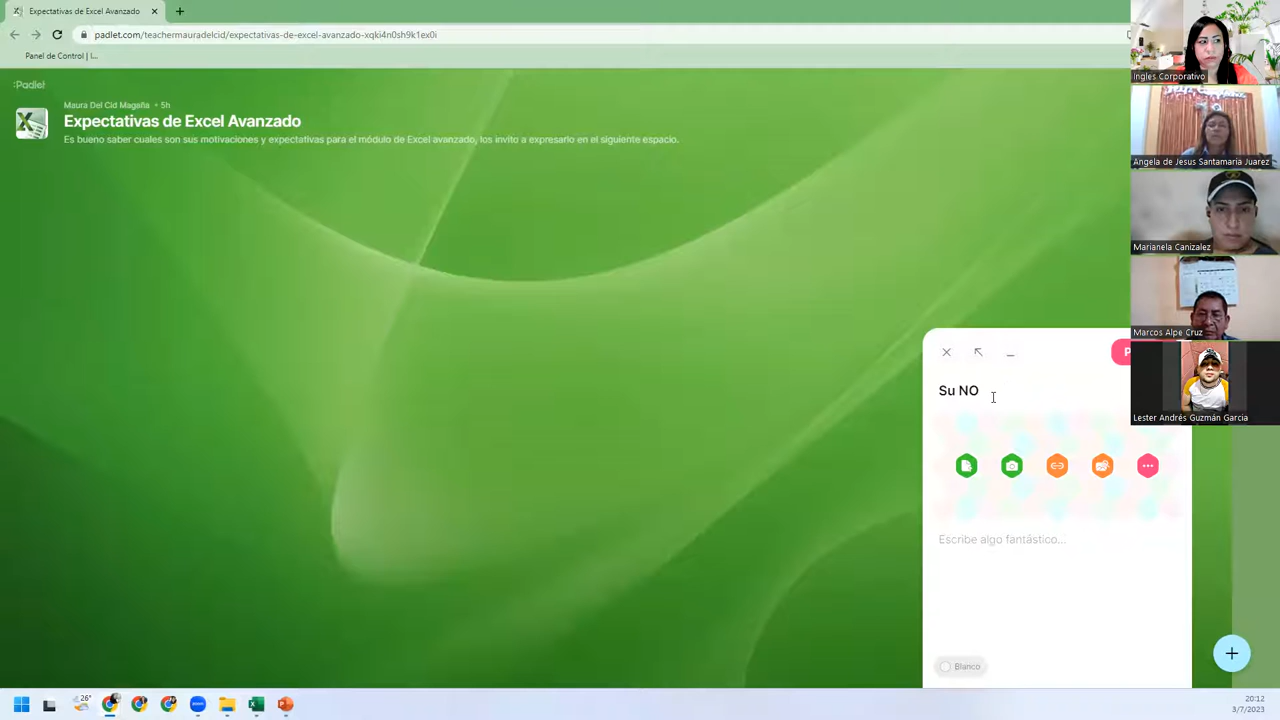 Expectativas de Excel Avanzado
padlet.com/teachermauradelcid/expectativas-de-excel-avanzado-xqki4n0sh9k1ex0i
Panel de Control | I...
:Padlet
Maura Del Cid Magaña • 5h
Expectativas de Excel Avanzado
Es bueno saber cuales son sus motivaciones y expectativas para el módulo de Excel avanzado, los invito a expresarlo en el siguiente espacio.
Ingles Corporativo
Angela de Jesus Santamaría Juarez
Marianela Canizalez
Marcos Alpe Cruz
Lester Andrés Guzmán Garcia
P
Su NO
Escribe algo fantástico...
Blanco
26°
zoom
20:12
3/7/2023